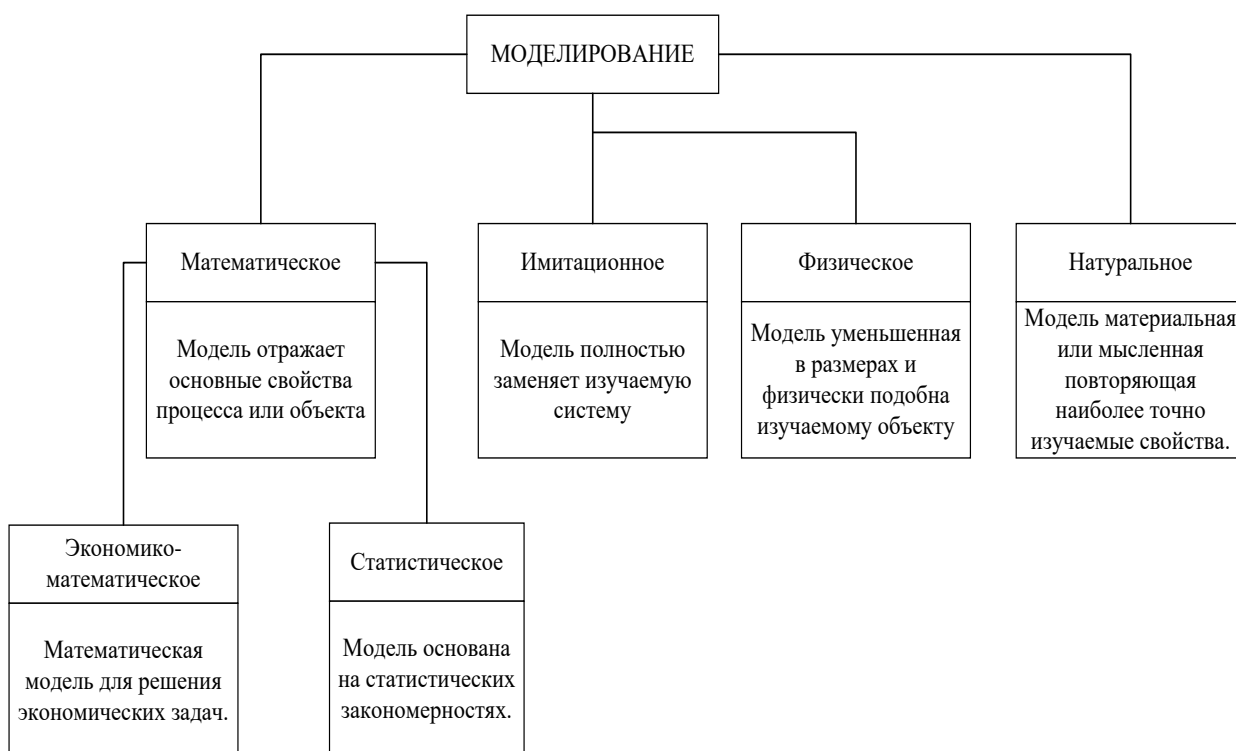 МОДЕЛИРОВАНИЕ
Математическое
Модель отражает
основные свойства
процесса или объекта
Имитационное
Модель полностью
заменяет изучаемую
систему
Физическое
Модель уменьшенная
в размерах и
физически подобна
изучаемому объекту
Натуральное
Модель материальная
или мысленная
повторяющая
наиболее точно
изучаемые свойства.
Экономико-
математическое
Математическая
модель для решения
экономических задач.
Статистическое
Модель основана
на статистических
закономерностях.